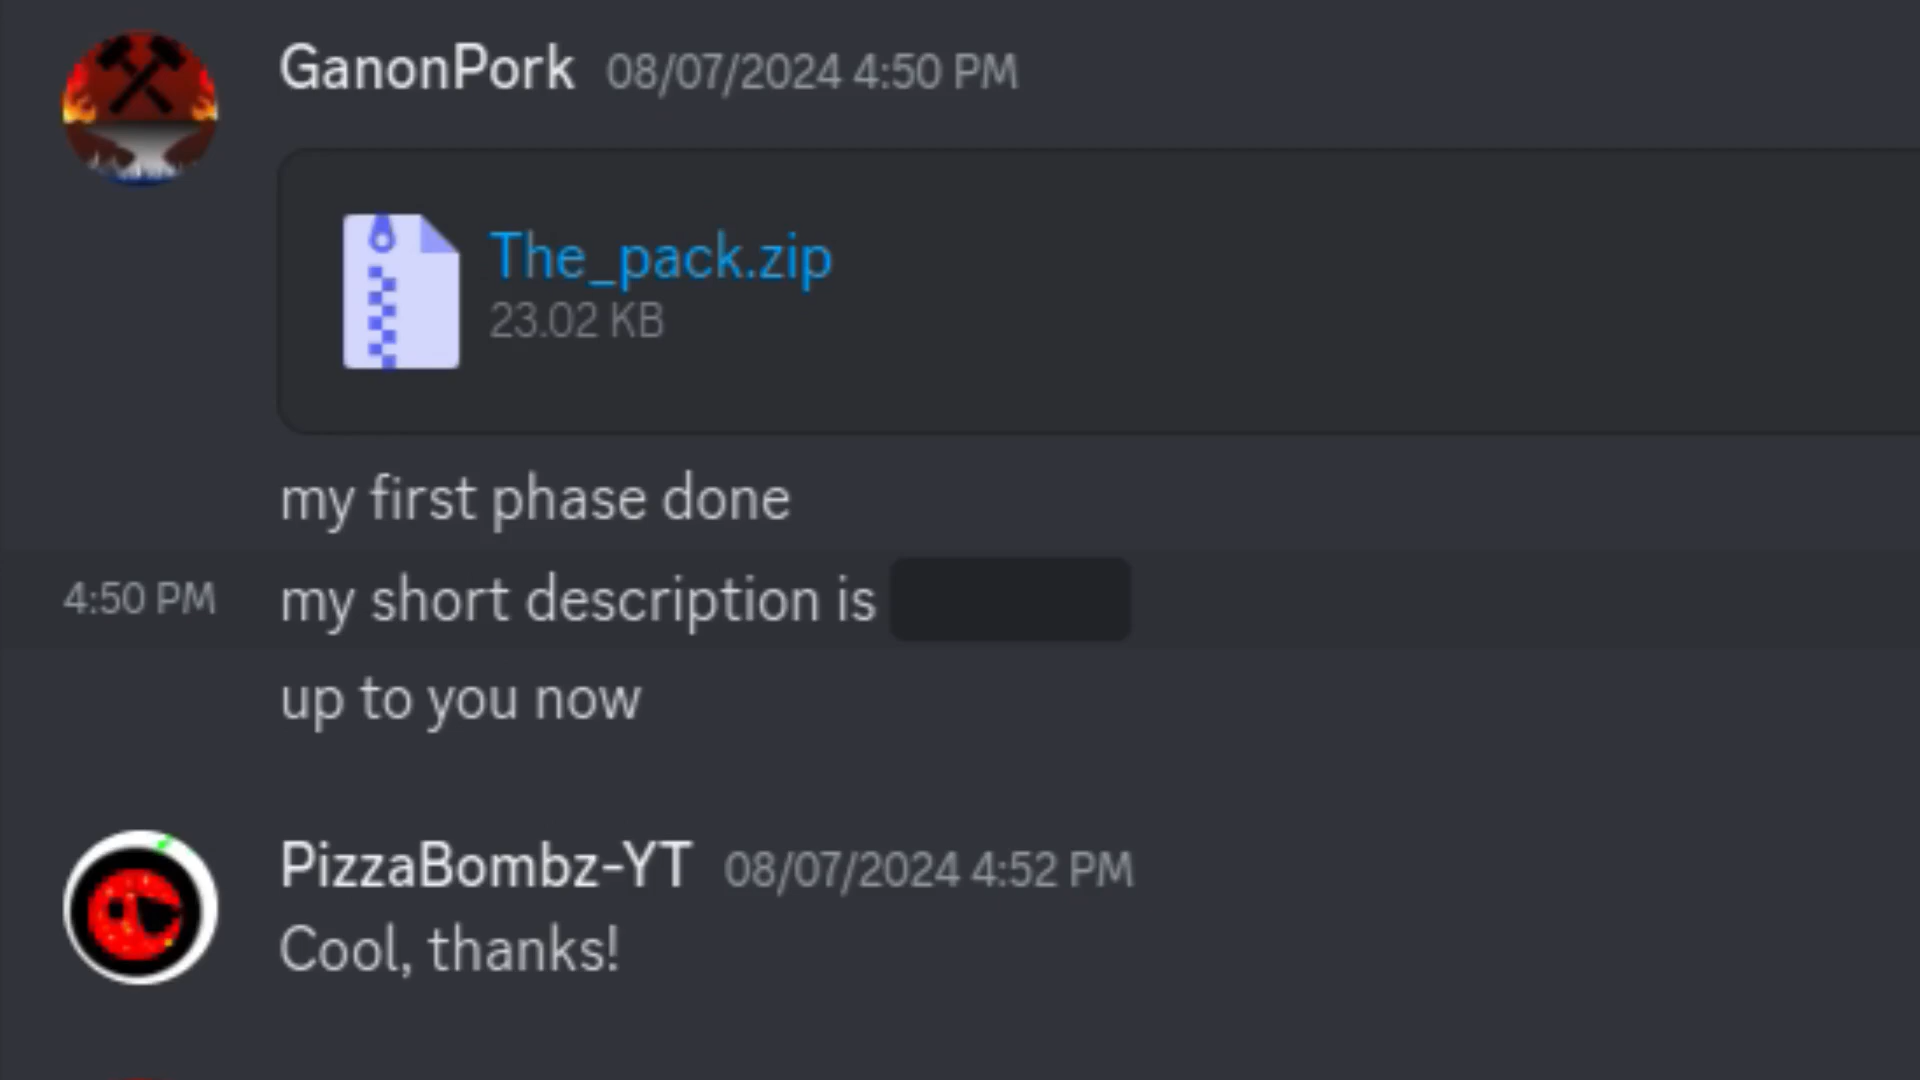 GanonPork 08/07/2024 4:50 PM
The_pack.zip
23.02 KB
my first phase done
4:50 PM my short description is
up to you now
PizzaBombz-YT 08/07/2024 4:52 PM
Cool, thanks!